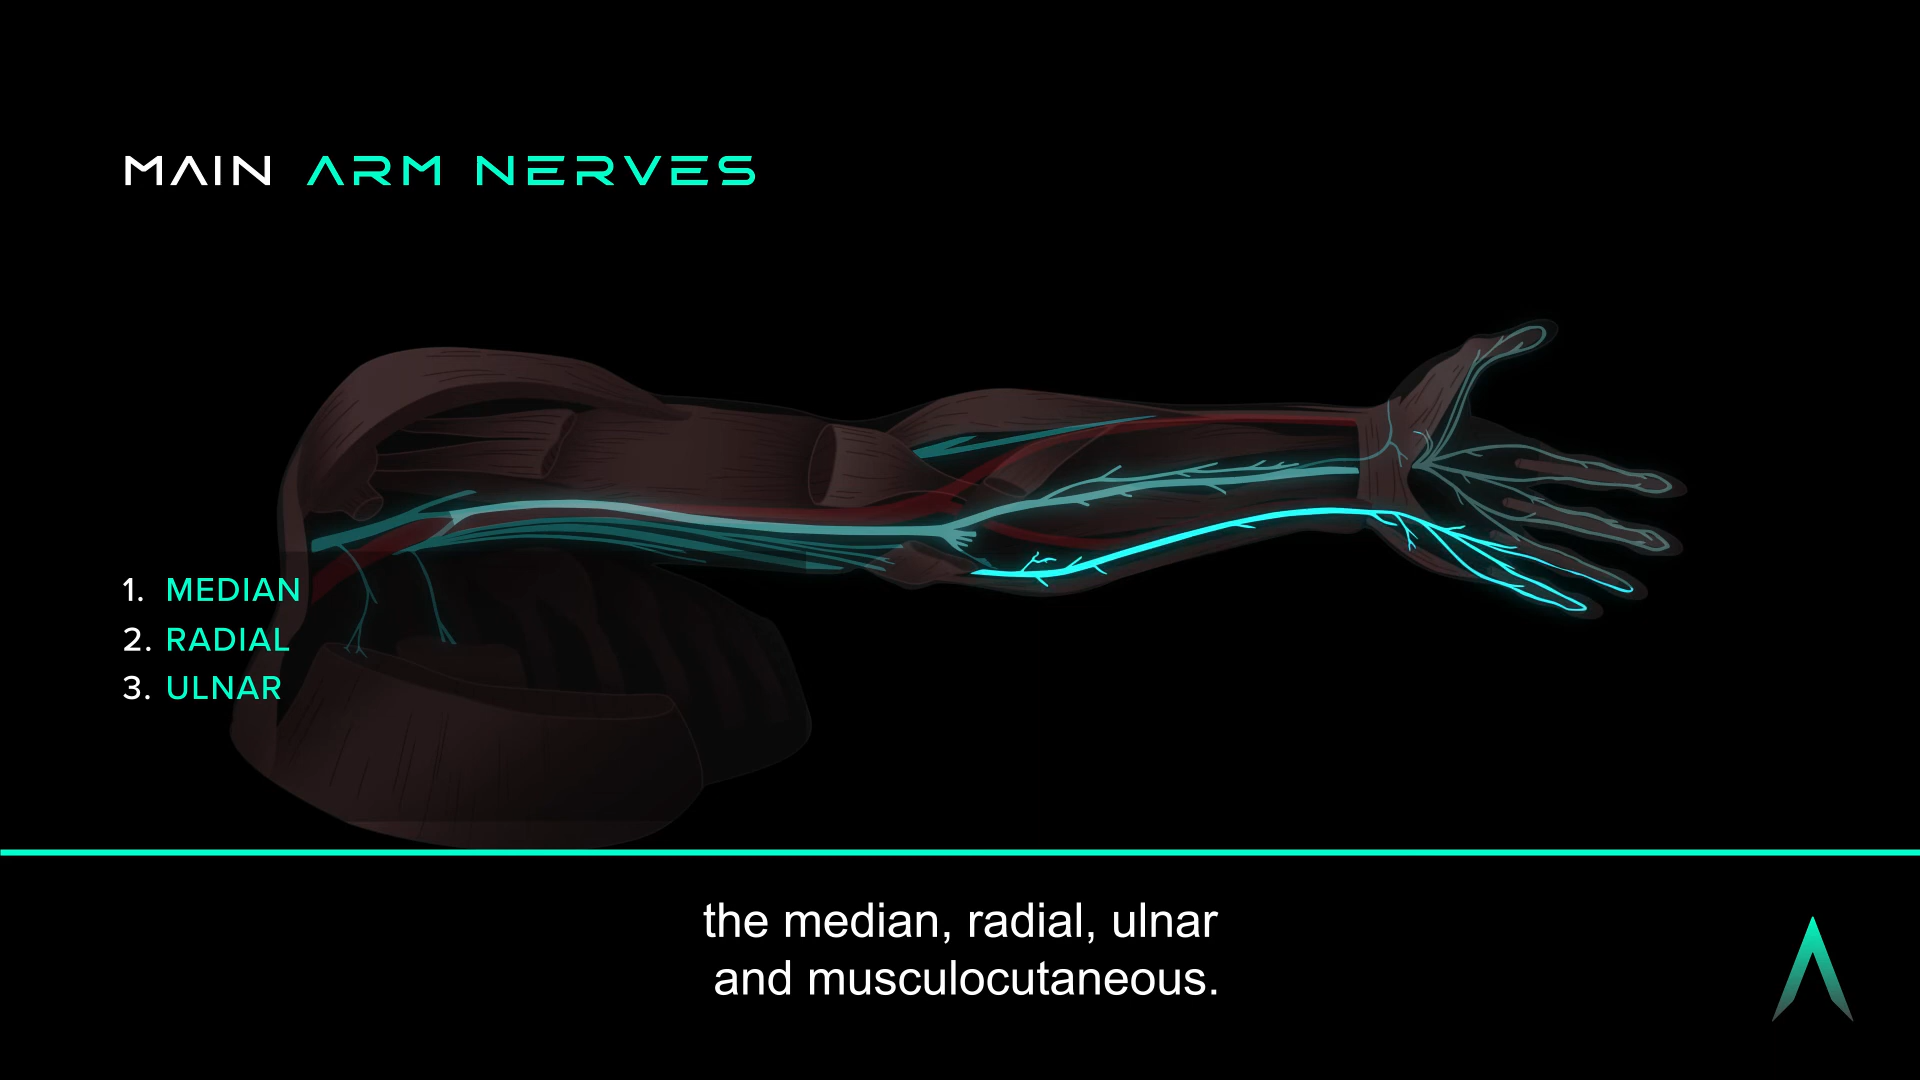 MAIN ARM NERVES
1. MEDIAN
2. RADIAL
3. ULNAR
the median, radial, ulnar
and musculocutaneous.